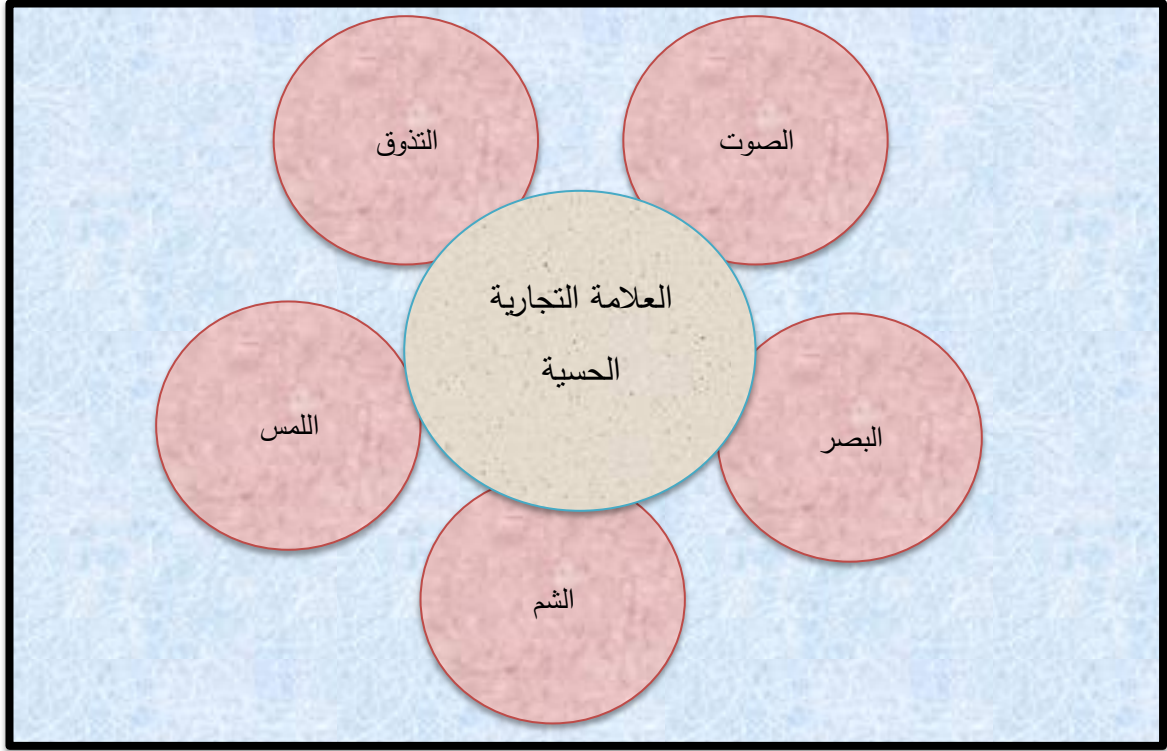 الصوت
التذوق
العلامة التجارية
الحسية
البصر
اللمس
الشم